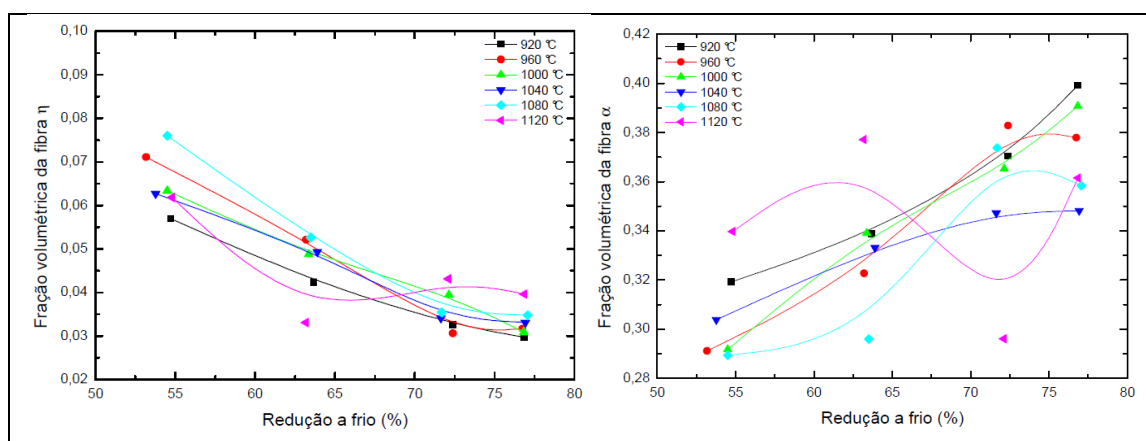 Fração volumétrica da fibra η
0,10
0,09
0,08
0,07
0,06
0,05
0,04
0,03
0,02
50
55
60
65
70
75
80
Redução a frio (%)
920 °C
960 °C
1000 °C
1040 °C
1080 °C
1120 °C
Fração volumétrica da fibra α
0,42
0,40
0,38
0,36
0,34
0,32
0,30
0,28
50
55
60
65
70
75
80
Redução a frio (%)
920 °C
960 °C
1000 °C
1040 °C
1080 °C
1120 °C